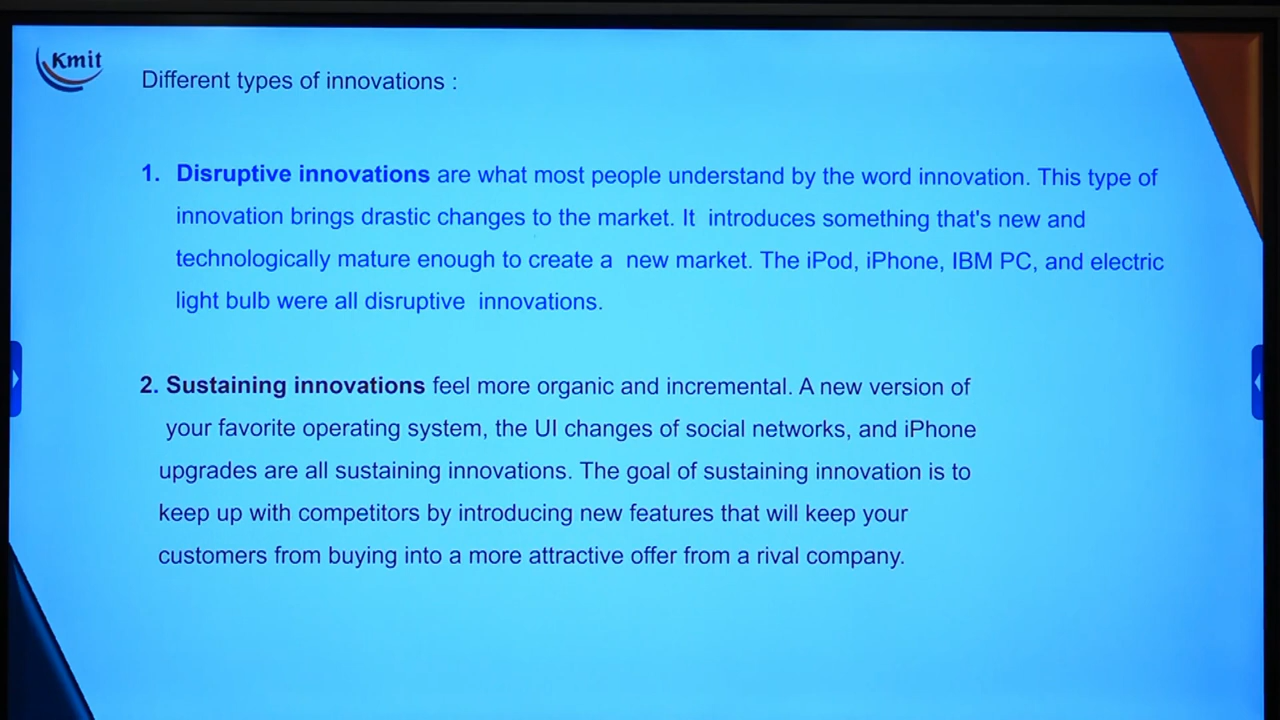 Kmit
Different types of innovations :
1. Disruptive innovations are what most people understand by the word innovation. This type of
innovation brings drastic changes to the market. It introduces something that's new and
technologically mature enough to create a new market. The iPod, iPhone, IBM PC, and electric
light bulb were all disruptive innovations.
2. Sustaining innovations feel more organic and incremental. A new version of
your favorite operating system, the UI changes of social networks, and iPhone
upgrades are all sustaining innovations. The goal of sustaining innovation is to
keep up with competitors by introducing new features that will keep your
customers from buying into a more attractive offer from a rival company.